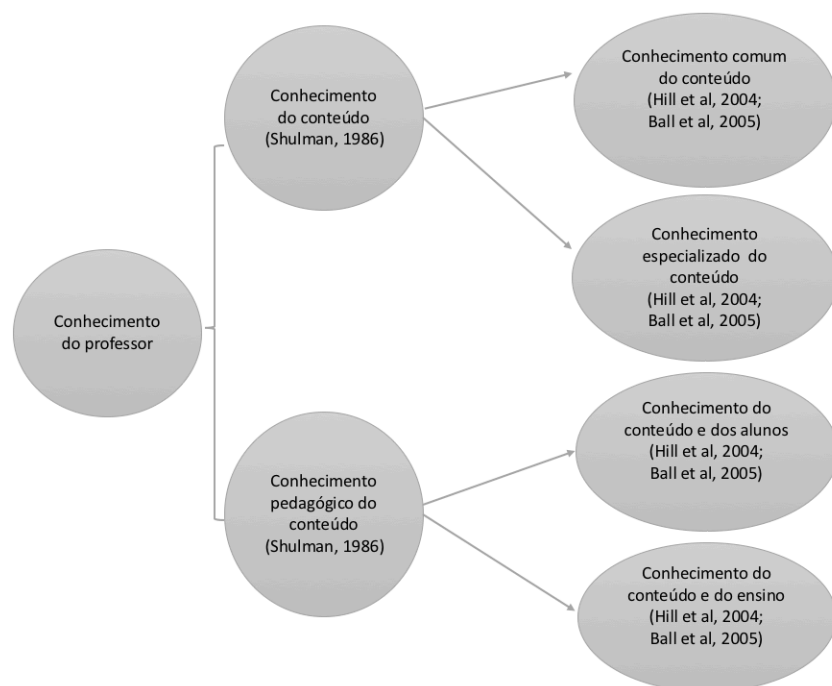 Conhecimento
do professor
Conhecimento
do conteúdo
(Shulman, 1986)
Conhecimento comum
do conteúdo
(Hill et al, 2004;
Ball et al, 2005)
Conhecimento
especializado do
conteúdo
(Hill et al, 2004;
Ball et al, 2005)
Conhecimento
pedagógico do
conteúdo
(Shulman, 1986)
Conhecimento do
conteúdo e dos alunos
(Hill et al, 2004;
Ball et al, 2005)
Conhecimento do
conteúdo e do ensino
(Hill et al, 2004;
Ball et al, 2005)